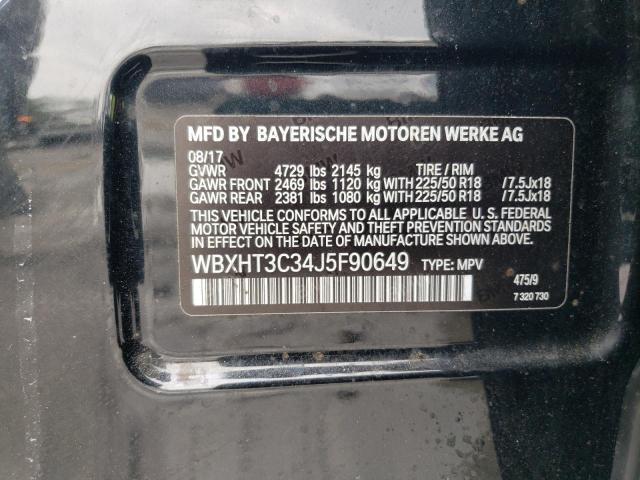 MFD BY BAYERISCHE MOTOREN WERKE AG
08/17
GVWR 4729 lbs 2145 kg TIRE / RIM
GAWR FRONT 2469 lbs 1120 kg WITH 225/50 R18 /7.5Jx18
GAWR REAR 2381 lbs 1080 kg WITH 225/50 R18 /7.5Jx18
THIS VEHICLE CONFORMS TO ALL APPLICABLE U. S. FEDERAL
MOTOR VEHICLE SAFETY AND THEFT PREVENTION STANDARDS
IN EFFECT ON THE DATE OF MANUFACTURE SHOWN ABOVE.
WBXHT3C34J5F90649 TYPE: MPV
475/9
7 320 730